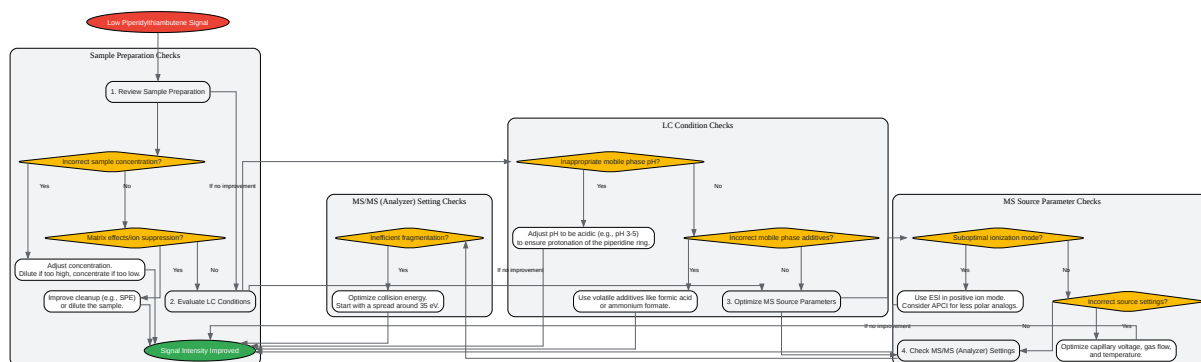 Low Piperidylthiambutene Signal
Sample Preparation Checks
1. Review Sample Preparation
Incorrect sample concentration?
Yes
No
If no improvement
Matrix effects/ion suppression?
Adjust concentration.
Dilute if too high, concentrate if too low.
Yes
No
Improve cleanup (e.g., SPE)
or dilute the sample.
2. Evaluate LC Conditions
Signal Intensity Improved
MS/MS (Analyzer) Setting Checks
Inefficient fragmentation?
Yes
Optimize collision energy.
Start with a spread around 35 eV.
LC Condition Checks
Inappropriate mobile phase pH?
Yes
No
Adjust pH to be acidic (e.g., pH 3-5)
to ensure protonation of the piperidine ring.
Incorrect mobile phase additives?
If no improvement
Yes
No
Use volatile additives like formic acid
or ammonium formate.
3. Optimize MS Source Parameters
MS Source Parameter Checks
Suboptimal ionization mode?
Yes
No
Use ESI in positive ion mode.
Consider APCI for less polar analogs.
Incorrect source settings?
If no improvement
No
Yes
4. Check MS/MS (Analyzer) Settings
Optimize capillary voltage, gas flow,
and temperature.